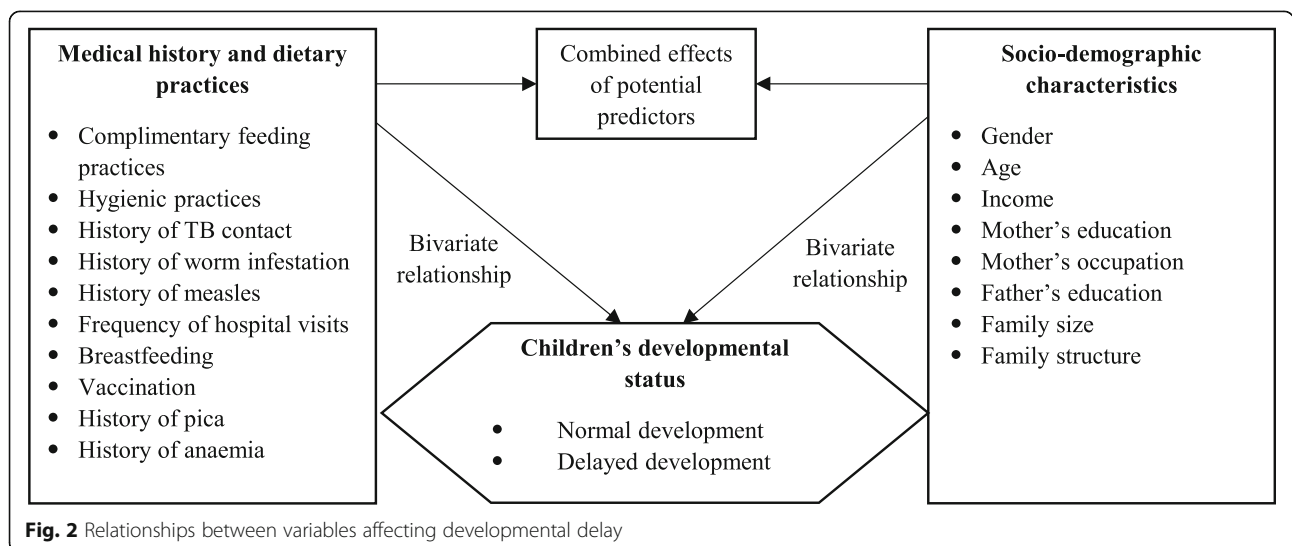 Medical history and dietary
practices
• Complimentary feeding
practices
• Hygienic practices
• History of TB contact
• History of worm infestation
• History of measles
• Frequency of hospital visits
• Breastfeeding
• Vaccination
• History of pica
• History of anaemia
Combined effects
of potential
predictors
Socio-demographic
characteristics
• Gender
• Age
• Income
• Mother's education
• Mother's occupation
• Father's education
• Family size
• Family structure
Bivariate
relationship
Bivariate
relationship
Children's developmental
status
• Normal development
• Delayed development
Fig. 2 Relationships between variables affecting developmental delay